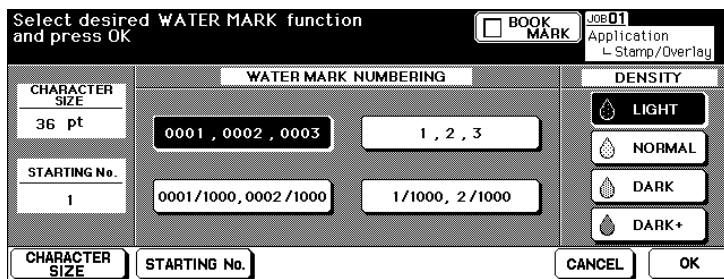 Select desired WATER MARK function
and press OK
BOOK
MARK
JOB01
Application
Stamp/Overlay
CHARACTER
SIZE
36 pt
STARTING No.
1
WATER MARK NUMBERING
0001 , 0002 , 0003
1 , 2 , 3
0001/1000, 0002 /1000
1/1000, 2 /1000
DENSITY
LIGHT
NORMAL
DARK
DARK+
CHARACTER
SIZE
STARTING No.
CANCEL
OK